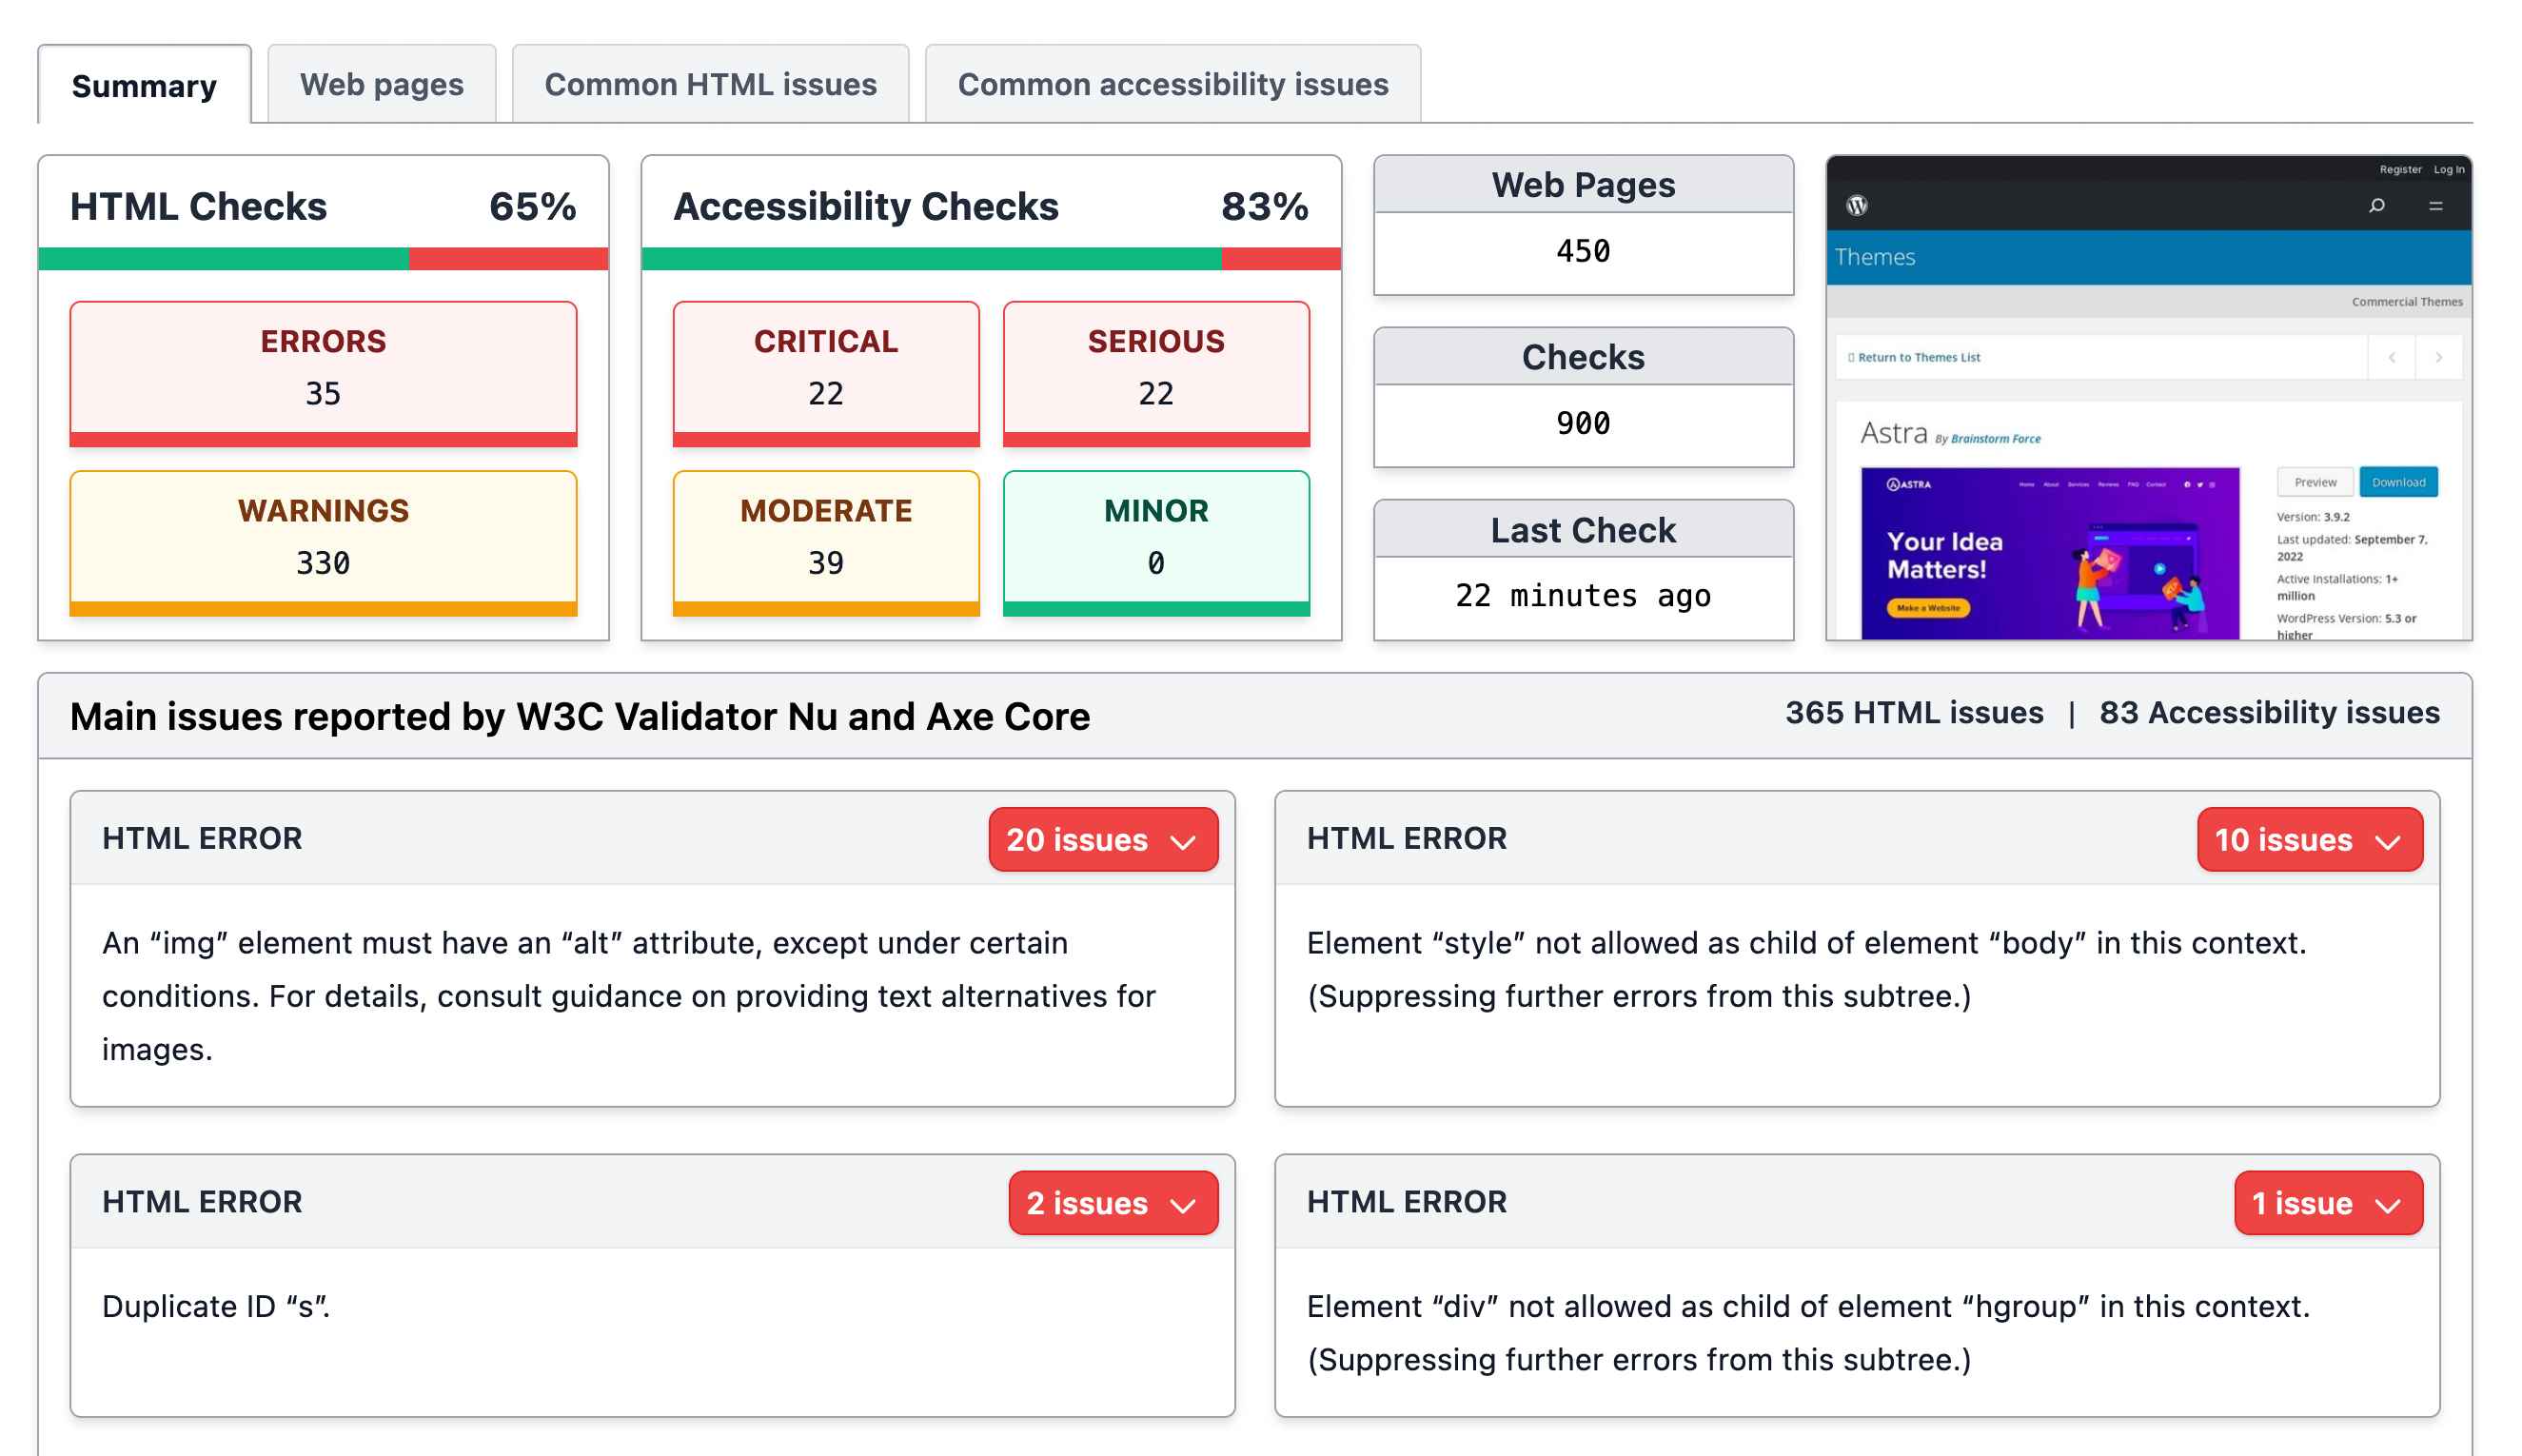 Summary
Web pages
Common HTML issues
Common accessibility issues
HTML Checks 65%
ERRORS
35
WARNINGS
330
Accessibility Checks 83%
CRITICAL
22
SERIOUS
22
MODERATE
39
MINOR
0
Web Pages
450
Checks
900
Last Check
22 minutes ago
Register Log In
Themes
Commercial Themes
Return to Themes List
Astra By Brainstorm Force
ASTRA
Home About Services Reviews FAQ Contact
Your Idea
Matters!
Make a Website
Preview
Download
Version: 3.9.2
Last updated: September 7,
2022
Active Installations: 1+
million
WordPress Version: 5.3 or
higher
Main issues reported by W3C Validator Nu and Axe Core
365 HTML issues | 83 Accessibility issues
HTML ERROR
20 issues
An “img” element must have an “alt” attribute, except under certain
conditions. For details, consult guidance on providing text alternatives for
images.
HTML ERROR
10 issues
Element “style” not allowed as child of element “body” in this context.
(Suppressing further errors from this subtree.)
HTML ERROR
2 issues
Duplicate ID “s”.
HTML ERROR
1 issue
Element “div” not allowed as child of element “hgroup” in this context.
(Suppressing further errors from this subtree.)